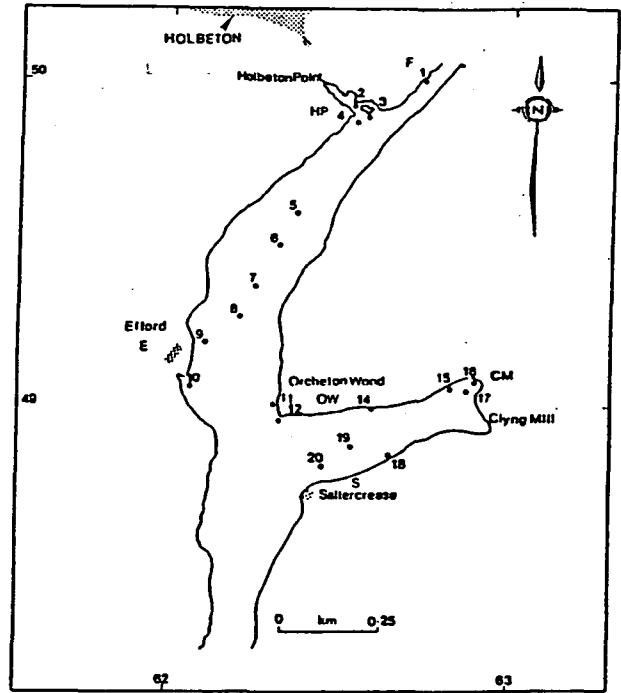 HOLBETON
50
F
1
Holbeton Point
2
3
HP
4
N
5
6
7
8
Efford
E
9
10
49
Orcheton Wood
OW
11
12
14
15
16
CM
17
Clyng Mill
19
18
20
S
Saltercrease
0 km 0·25
62
63